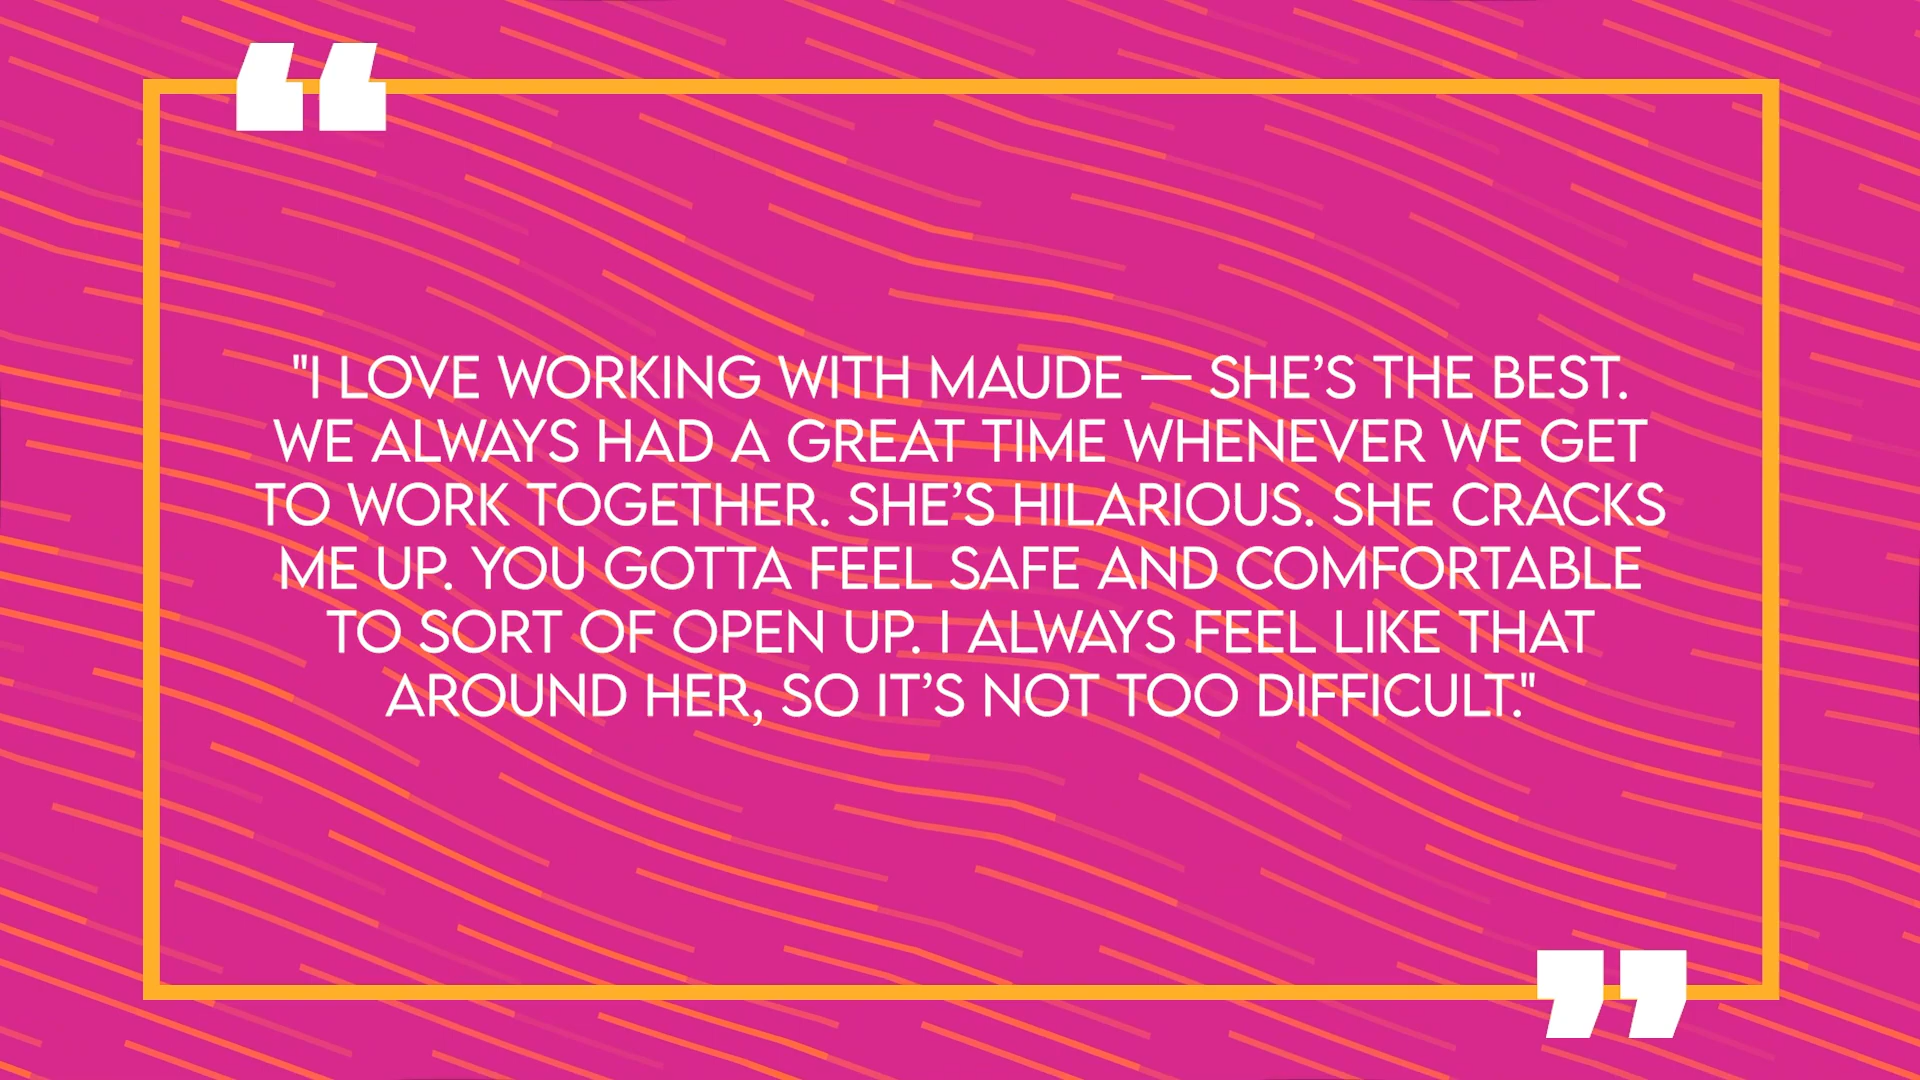 "I LOVE WORKING WITH MAUDE — SHE’S THE BEST.
WE ALWAYS HAD A GREAT TIME WHENEVER WE GET
TO WORK TOGETHER. SHE’S HILARIOUS. SHE CRACKS
ME UP. YOU GOTTA FEEL SAFE AND COMFORTABLE
TO SORT OF OPEN UP. I ALWAYS FEEL LIKE THAT
AROUND HER, SO IT’S NOT TOO DIFFICULT."